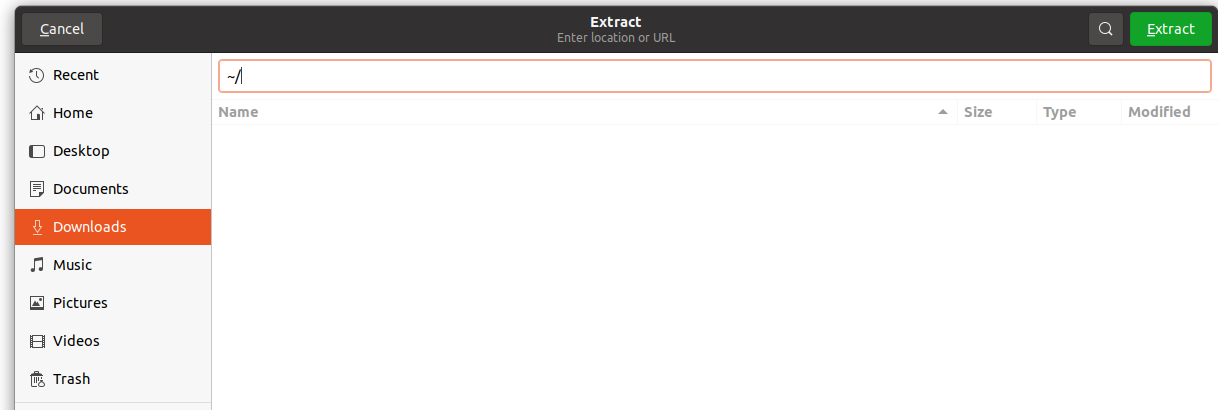 Cancel
Extract
Enter location or URL
Extract
Recent
Home
Desktop
Documents
Downloads
Music
Pictures
Videos
Trash
~/
Name Size Type Modified